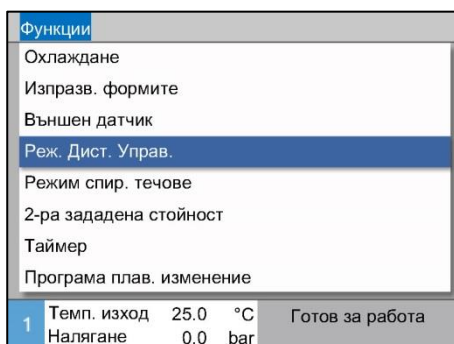 Функции
Охлаждане
Изпразв. формите
Външен датчик
Реж. Дист. Управ.
Режим спир. течове
2-ра зададена стойност
Таймер
Програма плав. изменение
1 Темп. изход 25.0 °C Готов за работа
Налягане 0.0 bar